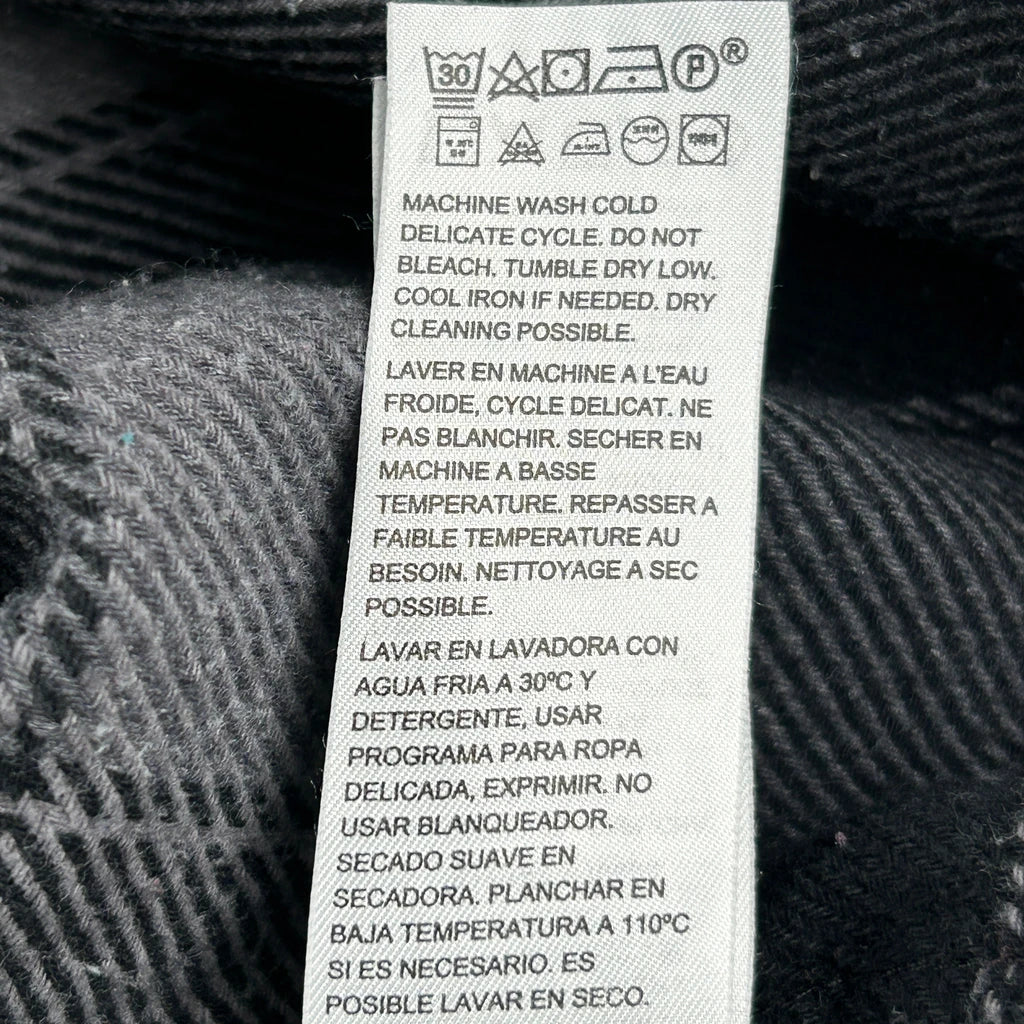 30 P ®
MACHINE WASH COLD
DELICATE CYCLE. DO NOT
BLEACH. TUMBLE DRY LOW.
COOL IRON IF NEEDED. DRY
CLEANING POSSIBLE.
LAVER EN MACHINE A L'EAU
FROIDE, CYCLE DELICAT. NE
PAS BLANCHIR. SECHER EN
MACHINE A BASSE
TEMPERATURE. REPASSER A
FAIBLE TEMPERATURE AU
BESOIN. NETTOYAGE A SEC
POSSIBLE.
LAVAR EN LAVADORA CON
AGUA FRIA A 30ºC Y
DETERGENTE, USAR
PROGRAMA PARA ROPA
DELICADA, EXPRIMIR. NO
USAR BLANQUEADOR.
SECADO SUAVE EN
SECADORA. PLANCHAR EN
BAJA TEMPERATURA A 110ºC
SI ES NECESARIO. ES
POSIBLE LAVAR EN SECO.